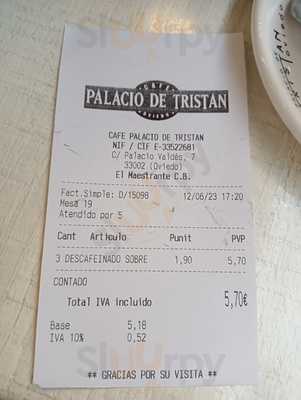 CAFE
PALACIO DE TRISTAN
OVIEDO
CAFE PALACIO DE TRISTAN
NIF / CIF E-33522681
C/ Palacio Valdés, 7
33002 (Oviedo)
El Maestrante C.B.
Fact.Simple: D/15098 12/06/23 17:20
Mesa 19
Atendido por 5
Cant Articulo Punit PVP
3 DESCAFEINADO SOBRE 1,90 5,70
CONTADO
Total IVA incluido 5,70€
Base 5,18
IVA 10% 0,52
** GRACIAS POR SU VISITA **